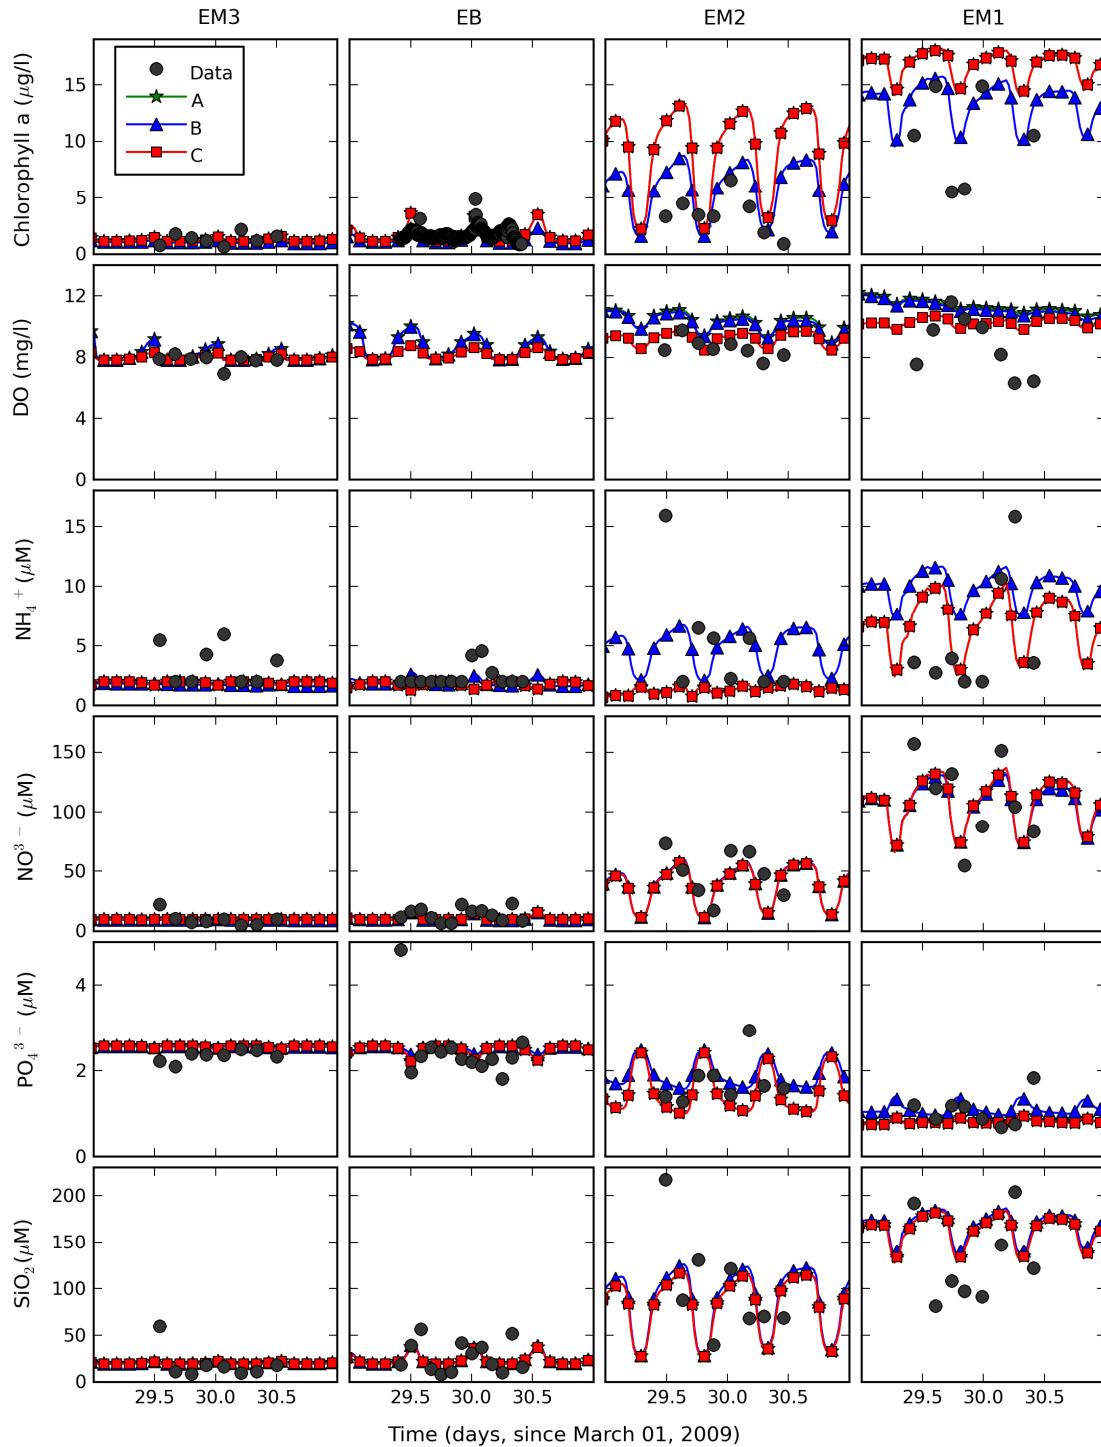 EM3 EB EM2 EM1
Chlorophyll a (μg/l)
15
10
5
0
Data
A
B
C
DO (mg/l)
12
8
4
0
NH₄⁺ (μM)
15
10
5
0
NO³⁻ (μM)
150
100
50
0
PO₄³⁻ (μM)
4
2
0
SiO₂ (μM)
200
150
100
50
0
29.5 30.0 30.5 29.5 30.0 30.5 29.5 30.0 30.5 29.5 30.0 30.5
Time (days, since March 01, 2009)